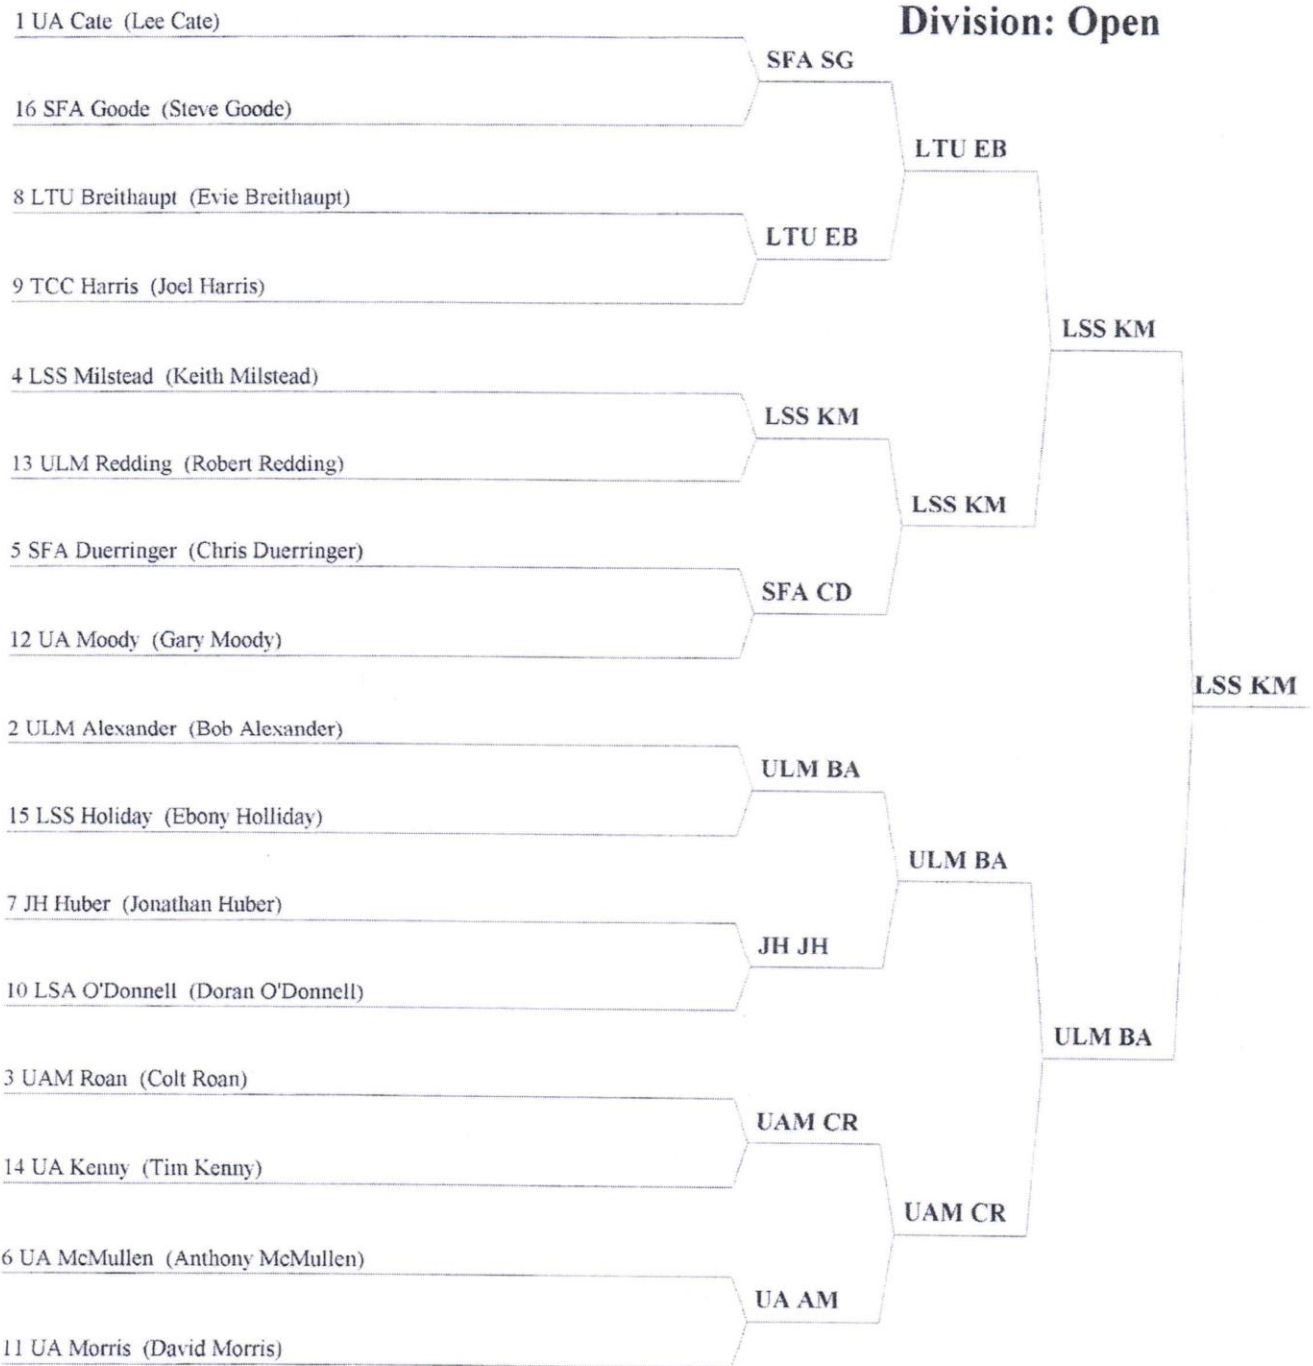 Division: Open
1 UA Cate (Lee Cate)
SFA SG
16 SFA Goode (Steve Goode)
LTU EB
8 LTU Breithaupt (Evie Breithaupt)
LTU EB
9 TCC Harris (Joel Harris)
LSS KM
4 LSS Milstead (Keith Milstead)
LSS KM
13 ULM Redding (Robert Redding)
LSS KM
5 SFA Duerringer (Chris Duerringer)
SFA CD
12 UA Moody (Gary Moody)
LSS KM
2 ULM Alexander (Bob Alexander)
ULM BA
15 LSS Holiday (Ebony Holliday)
ULM BA
7 JH Huber (Jonathan Huber)
JH JH
10 LSA O'Donnell (Doran O'Donnell)
ULM BA
3 UAM Roan (Colt Roan)
UAM CR
14 UA Kenny (Tim Kenny)
UAM CR
6 UA McMullen (Anthony McMullen)
UA AM
11 UA Morris (David Morris)